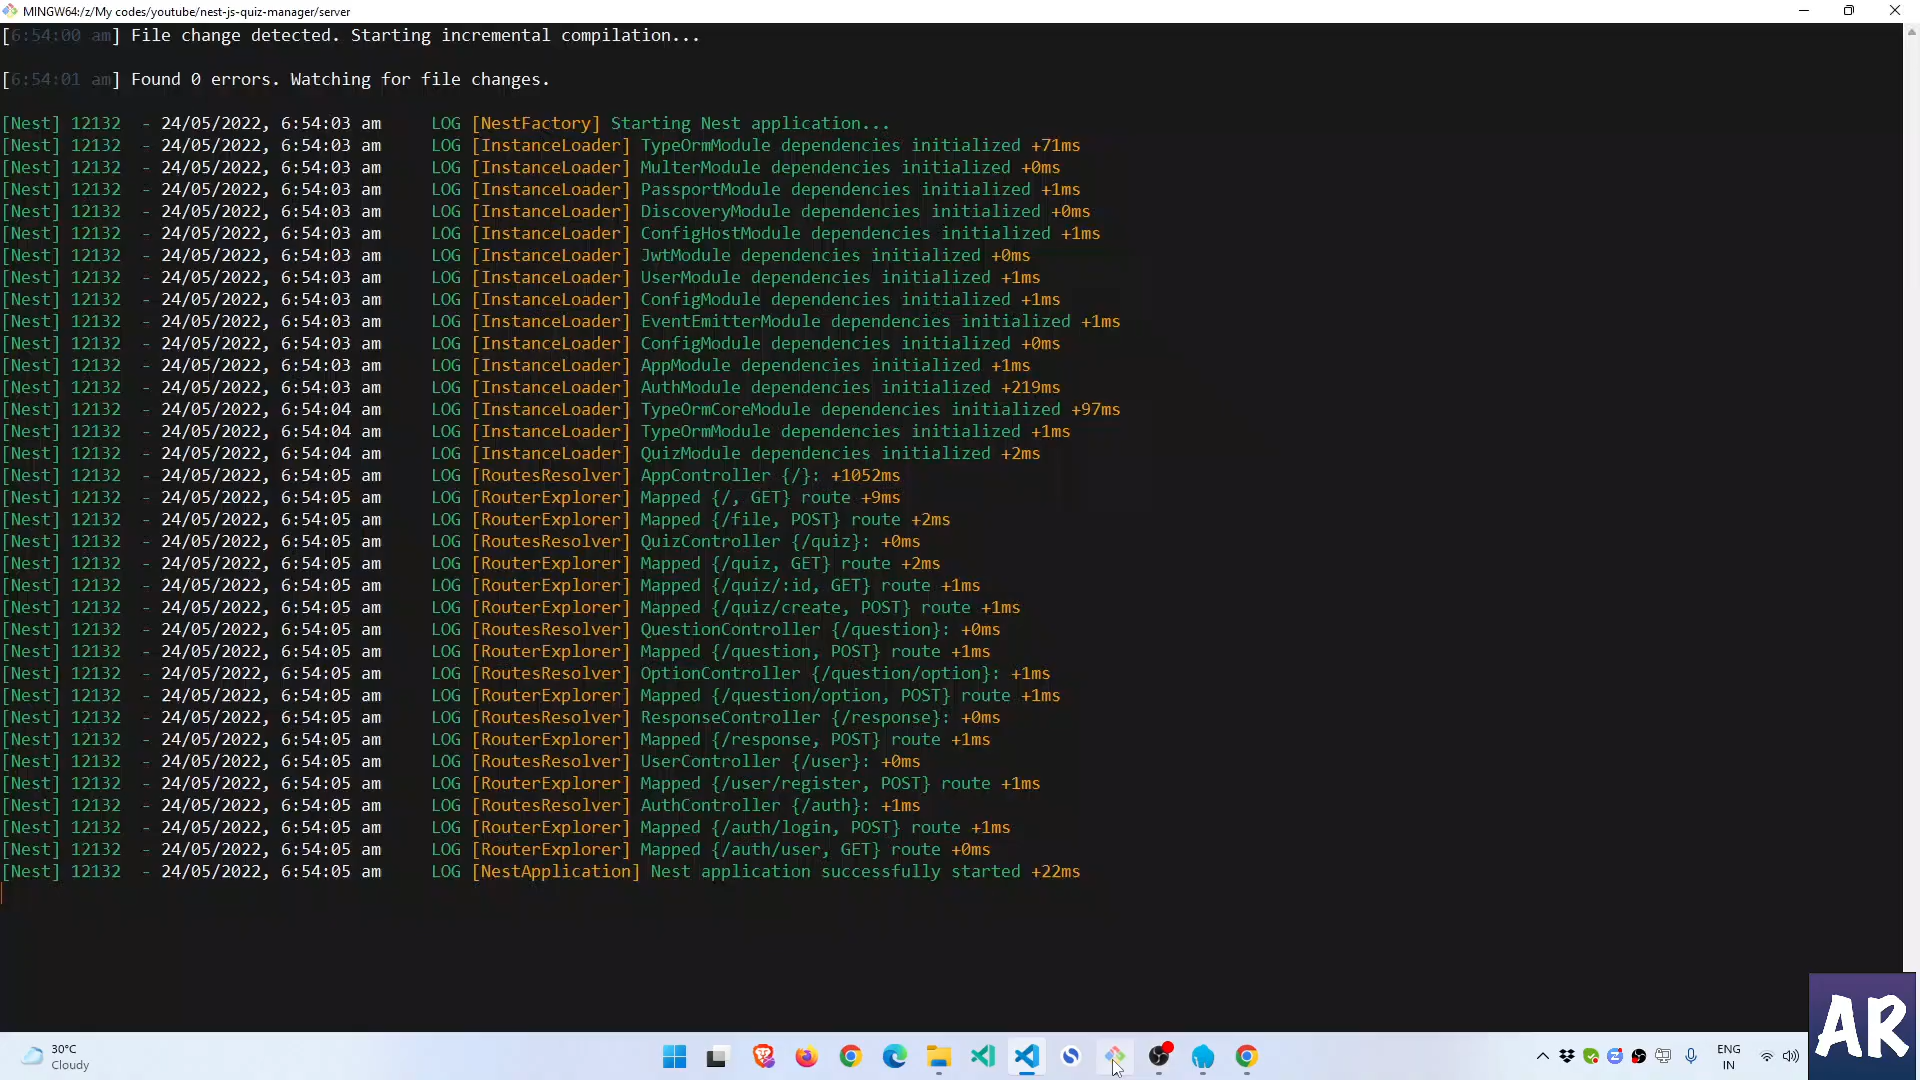 MINGW64:/z/My codes/youtube/nest-js-quiz-manager/server
[6:54:00 am] File change detected. Starting incremental compilation...
[6:54:01 am] Found 0 errors. Watching for file changes.
[Nest] 12132  - 24/05/2022, 6:54:03 am     LOG [NestFactory] Starting Nest application...
[Nest] 12132  - 24/05/2022, 6:54:03 am     LOG [InstanceLoader] TypeOrmModule dependencies initialized +71ms
[Nest] 12132  - 24/05/2022, 6:54:03 am     LOG [InstanceLoader] MulterModule dependencies initialized +0ms
[Nest] 12132  - 24/05/2022, 6:54:03 am     LOG [InstanceLoader] PassportModule dependencies initialized +1ms
[Nest] 12132  - 24/05/2022, 6:54:03 am     LOG [InstanceLoader] DiscoveryModule dependencies initialized +0ms
[Nest] 12132  - 24/05/2022, 6:54:03 am     LOG [InstanceLoader] ConfigHostModule dependencies initialized +1ms
[Nest] 12132  - 24/05/2022, 6:54:03 am     LOG [InstanceLoader] JwtModule dependencies initialized +0ms
[Nest] 12132  - 24/05/2022, 6:54:03 am     LOG [InstanceLoader] UserModule dependencies initialized +1ms
[Nest] 12132  - 24/05/2022, 6:54:03 am     LOG [InstanceLoader] ConfigModule dependencies initialized +1ms
[Nest] 12132  - 24/05/2022, 6:54:03 am     LOG [InstanceLoader] EventEmitterModule dependencies initialized +1ms
[Nest] 12132  - 24/05/2022, 6:54:03 am     LOG [InstanceLoader] ConfigModule dependencies initialized +0ms
[Nest] 12132  - 24/05/2022, 6:54:03 am     LOG [InstanceLoader] AppModule dependencies initialized +1ms
[Nest] 12132  - 24/05/2022, 6:54:03 am     LOG [InstanceLoader] AuthModule dependencies initialized +219ms
[Nest] 12132  - 24/05/2022, 6:54:04 am     LOG [InstanceLoader] TypeOrmCoreModule dependencies initialized +97ms
[Nest] 12132  - 24/05/2022, 6:54:04 am     LOG [InstanceLoader] TypeOrmModule dependencies initialized +1ms
[Nest] 12132  - 24/05/2022, 6:54:04 am     LOG [InstanceLoader] QuizModule dependencies initialized +2ms
[Nest] 12132  - 24/05/2022, 6:54:05 am     LOG [RoutesResolver] AppController {/}: +1052ms
[Nest] 12132  - 24/05/2022, 6:54:05 am     LOG [RouterExplorer] Mapped {/, GET} route +9ms
[Nest] 12132  - 24/05/2022, 6:54:05 am     LOG [RouterExplorer] Mapped {/file, POST} route +2ms
[Nest] 12132  - 24/05/2022, 6:54:05 am     LOG [RoutesResolver] QuizController {/quiz}: +0ms
[Nest] 12132  - 24/05/2022, 6:54:05 am     LOG [RouterExplorer] Mapped {/quiz, GET} route +2ms
[Nest] 12132  - 24/05/2022, 6:54:05 am     LOG [RouterExplorer] Mapped {/quiz/:id, GET} route +1ms
[Nest] 12132  - 24/05/2022, 6:54:05 am     LOG [RouterExplorer] Mapped {/quiz/create, POST} route +1ms
[Nest] 12132  - 24/05/2022, 6:54:05 am     LOG [RoutesResolver] QuestionController {/question}: +0ms
[Nest] 12132  - 24/05/2022, 6:54:05 am     LOG [RouterExplorer] Mapped {/question, POST} route +1ms
[Nest] 12132  - 24/05/2022, 6:54:05 am     LOG [RoutesResolver] OptionController {/question/option}: +1ms
[Nest] 12132  - 24/05/2022, 6:54:05 am     LOG [RouterExplorer] Mapped {/question/option, POST} route +1ms
[Nest] 12132  - 24/05/2022, 6:54:05 am     LOG [RoutesResolver] ResponseController {/response}: +0ms
[Nest] 12132  - 24/05/2022, 6:54:05 am     LOG [RouterExplorer] Mapped {/response, POST} route +1ms
[Nest] 12132  - 24/05/2022, 6:54:05 am     LOG [RoutesResolver] UserController {/user}: +0ms
[Nest] 12132  - 24/05/2022, 6:54:05 am     LOG [RouterExplorer] Mapped {/user/register, POST} route +1ms
[Nest] 12132  - 24/05/2022, 6:54:05 am     LOG [RoutesResolver] AuthController {/auth}: +1ms
[Nest] 12132  - 24/05/2022, 6:54:05 am     LOG [RouterExplorer] Mapped {/auth/login, POST} route +1ms
[Nest] 12132  - 24/05/2022, 6:54:05 am     LOG [RouterExplorer] Mapped {/auth/user, GET} route +0ms
[Nest] 12132  - 24/05/2022, 6:54:05 am     LOG [NestApplication] Nest application successfully started +22ms
AR
30°C
Cloudy
ENG
IN